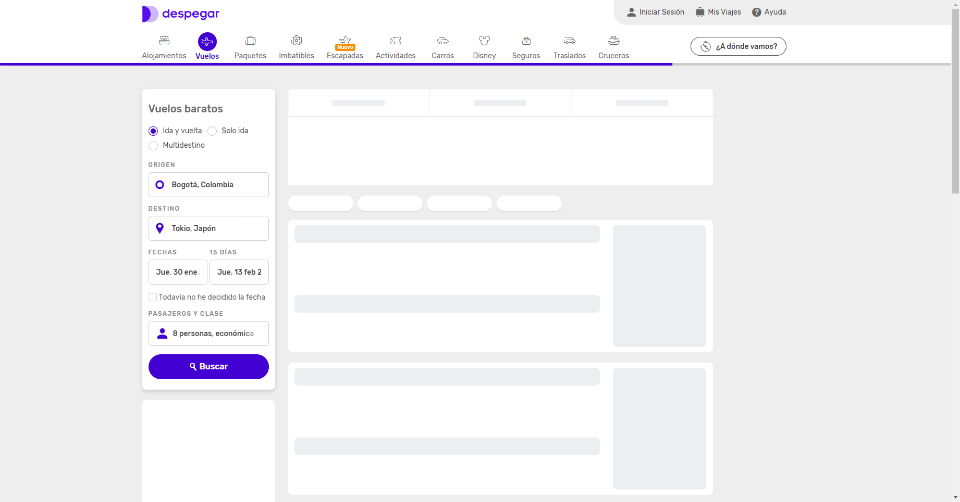 despegar
Iniciar Sesión
Mis Viajes
Ayuda
Alojamientos
Vuelos
Paquetes
Imbatibles
Nuevo
Escapadas
Actividades
Carros
Disney
Seguros
Traslados
Cruceros
¿A dónde vamos?
Vuelos baratos
Ida y vuelta
Solo ida
Multidestino
ORIGEN
Bogotá, Colombia
DESTINO
Tokio, Japón
FECHAS
15 DÍAS
Jue. 30 ene
Jue. 13 feb 2
Todavía no he decidido la fecha
PASAJEROS Y CLASE
8 personas, económica
Buscar